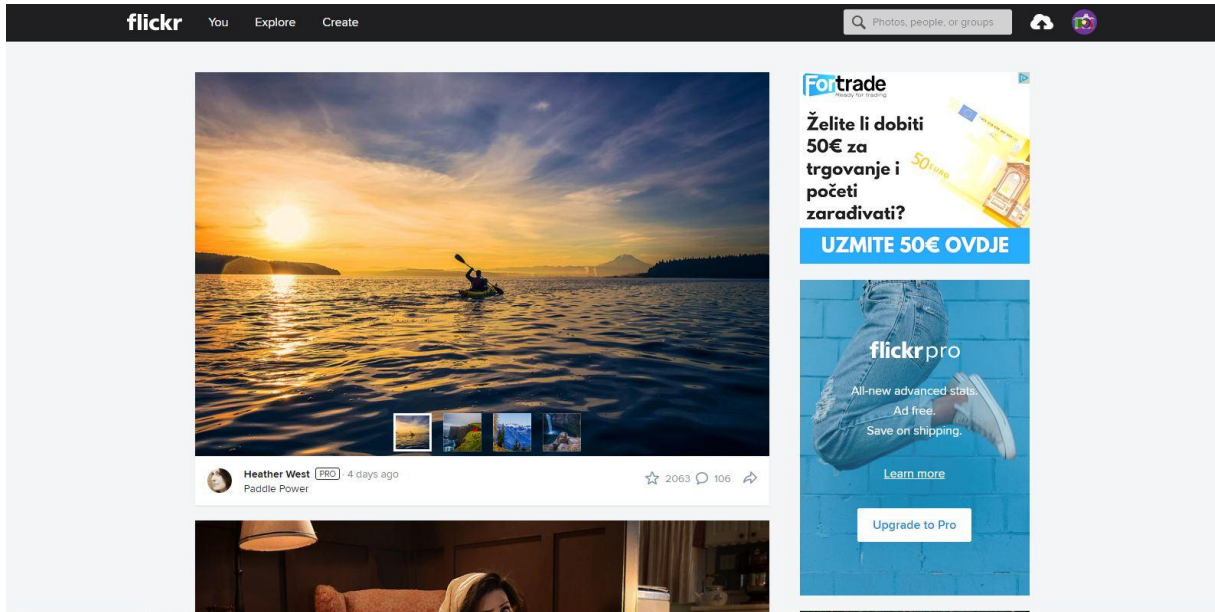 flickr You Explore Create
Photos, people, or groups
Heather West PRO · 4 days ago
Paddle Power
2063 106
Fortrade
Ready for trading
Želite li dobiti
50€ za
trgovanje i
početi
zarađivati?
50 EURO
UZMITE 50€ OVDJE
flickr pro
All-new advanced stats.
Ad free.
Save on shipping.
Learn more
Upgrade to Pro